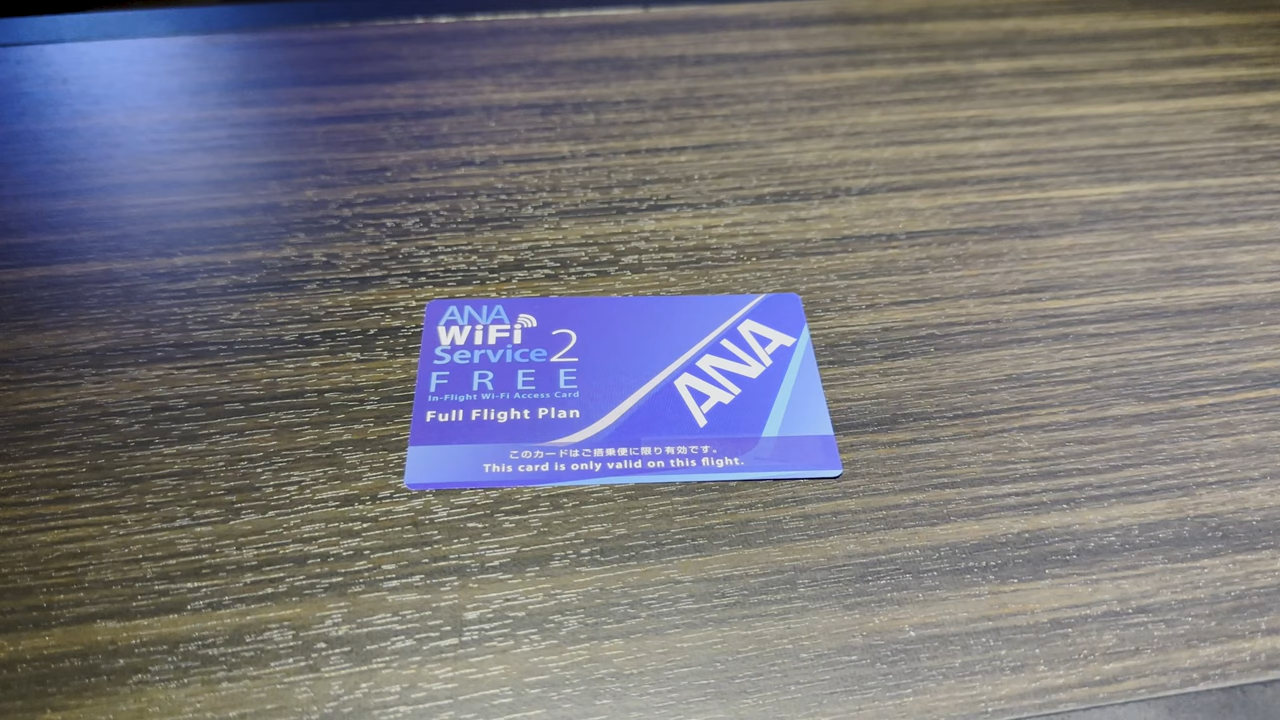 ANA
WiFi
Service 2
FREE
In-Flight Wi-Fi Access Card
Full Flight Plan
ANA
このカードはご搭乗便に限り有効です。
This card is only valid on this flight.